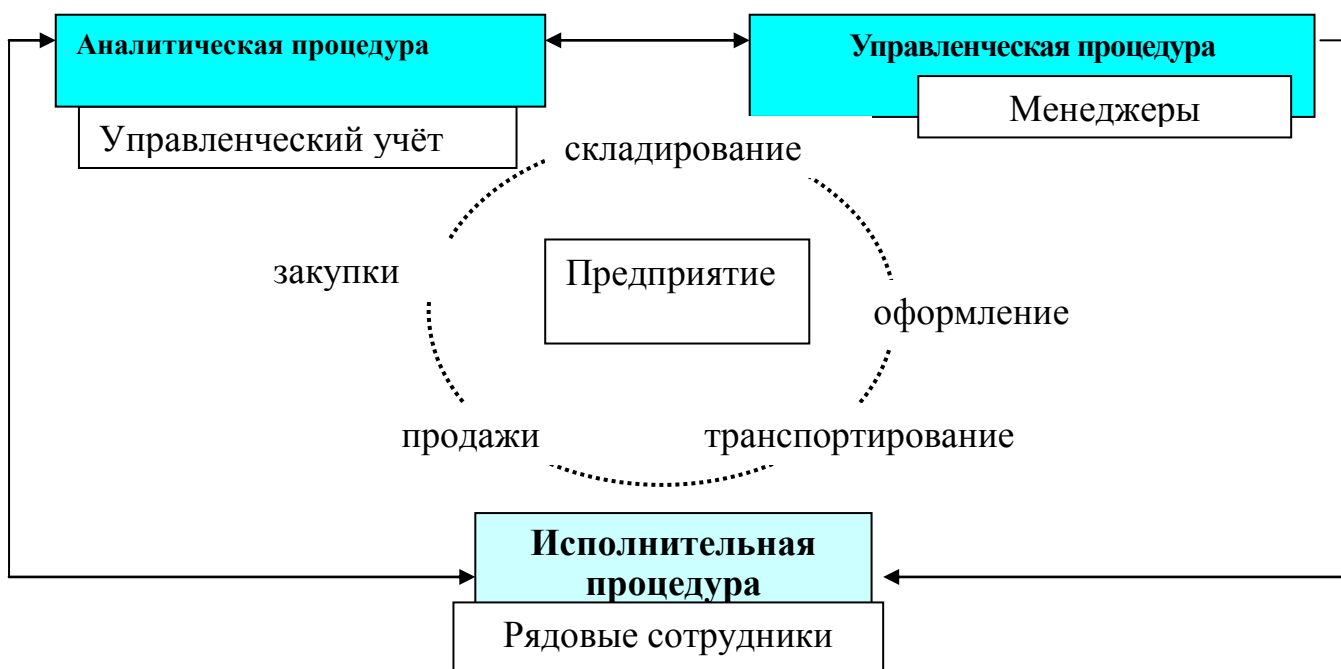 Аналитическая процедура
Управленческая процедура
Управленческий учёт
Менеджеры
складирование
закупки
Предприятие
оформление
продажи
транспортирование
Исполнительная
процедура
Рядовые сотрудники